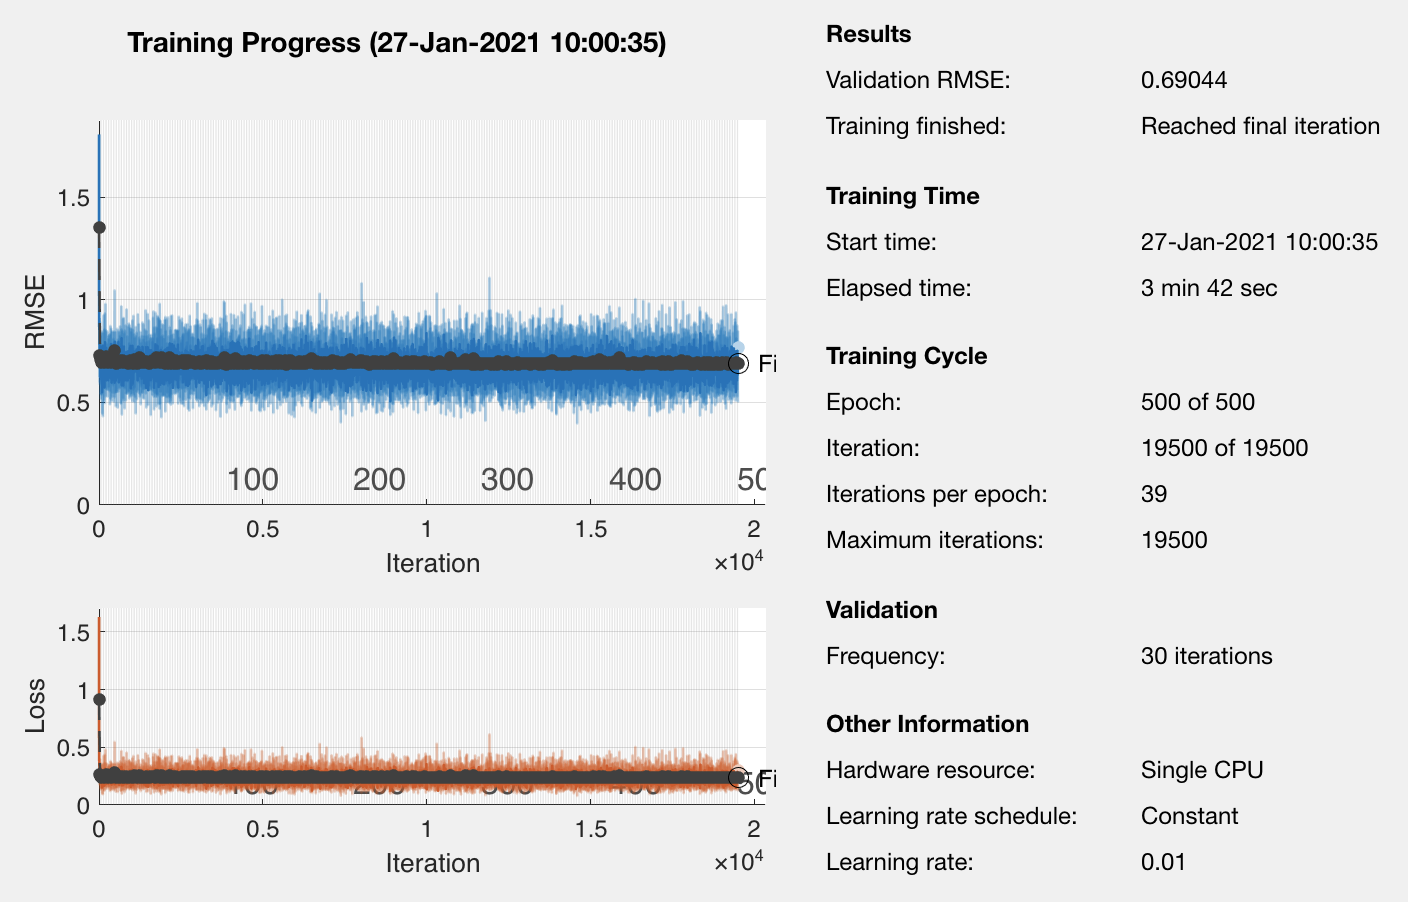 Training Progress (27-Jan-2021 10:00:35)
RMSE
1.5
1
0.5
0
100 200 300 400 50
Fi
0 0.5 1 1.5 2
Iteration
×10⁴
Loss
1.5
1
0.5
0
100 200 300 400 50
Fi
0 0.5 1 1.5 2
Iteration
×10⁴
Results
Validation RMSE: 0.69044
Training finished: Reached final iteration
Training Time
Start time: 27-Jan-2021 10:00:35
Elapsed time: 3 min 42 sec
Training Cycle
Epoch: 500 of 500
Iteration: 19500 of 19500
Iterations per epoch: 39
Maximum iterations: 19500
Validation
Frequency: 30 iterations
Other Information
Hardware resource: Single CPU
Learning rate schedule: Constant
Learning rate: 0.01